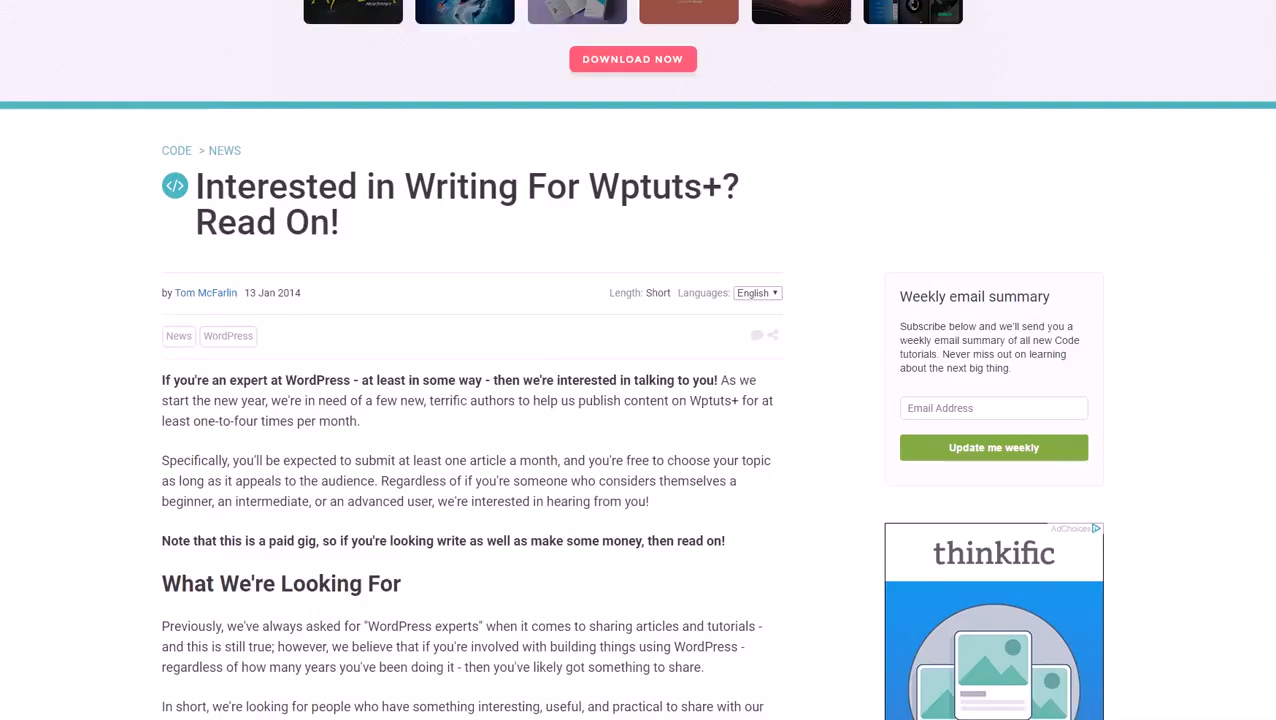 DOWNLOAD NOW
CODE > NEWS
Interested in Writing For Wptuts+?
Read On!
by Tom McFarlin 13 Jan 2014
Length: Short Languages: English
News WordPress
If you're an expert at WordPress - at least in some way - then we're interested in talking to you! As we
start the new year, we're in need of a few new, terrific authors to help us publish content on Wptuts+ for at
least one-to-four times per month.
Specifically, you'll be expected to submit at least one article a month, and you're free to choose your topic
as long as it appeals to the audience. Regardless of if you're someone who considers themselves a
beginner, an intermediate, or an advanced user, we're interested in hearing from you!
Note that this is a paid gig, so if you're looking write as well as make some money, then read on!
What We're Looking For
Previously, we've always asked for "WordPress experts" when it comes to sharing articles and tutorials -
and this is still true; however, we believe that if you're involved with building things using WordPress -
regardless of how many years you've been doing it - then you've likely got something to share.
In short, we're looking for people who have something interesting, useful, and practical to share with our
Weekly email summary
Subscribe below and we'll send you a
weekly email summary of all new Code
tutorials. Never miss out on learning
about the next big thing.
Email Address
Update me weekly
AdChoices
thinkific